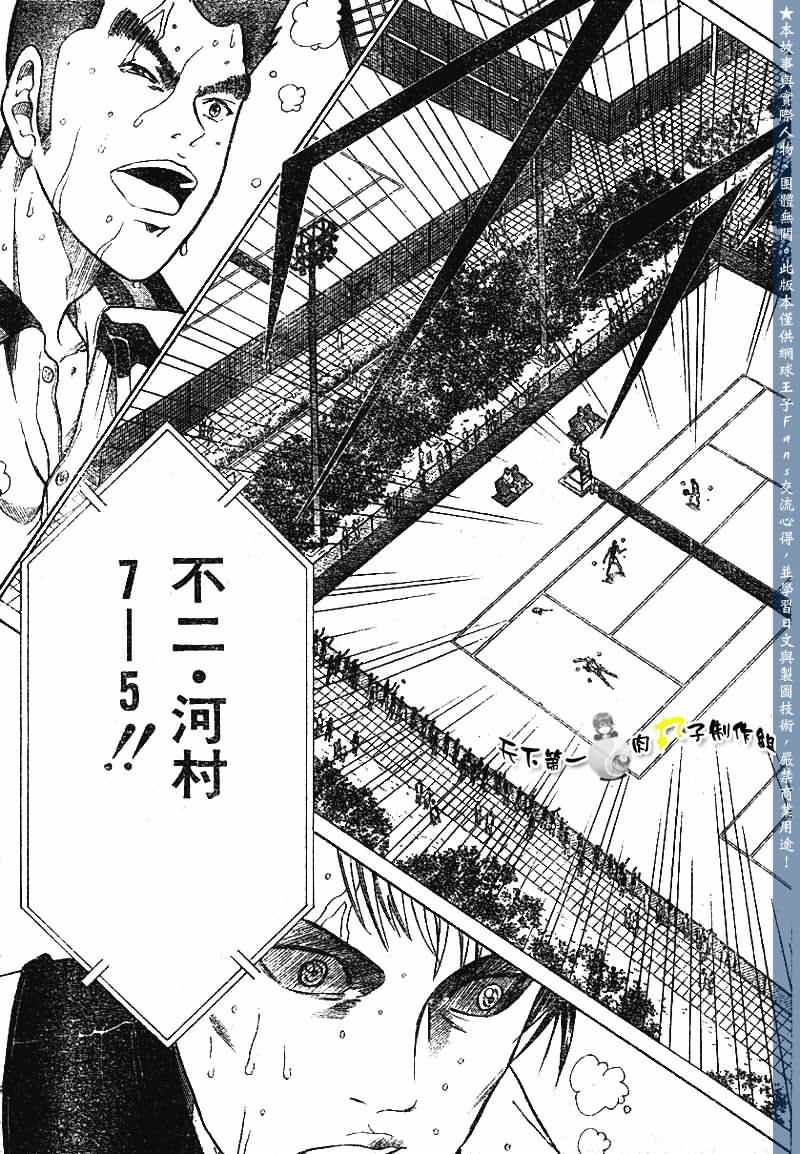 ★本故事與實際人物、團體無關。此版本僅供網球王子Fans交流心得，並學習日文與製圖技術，嚴禁商業用途！
不二・河村
7—5!!
天下第一肉丸子制作組